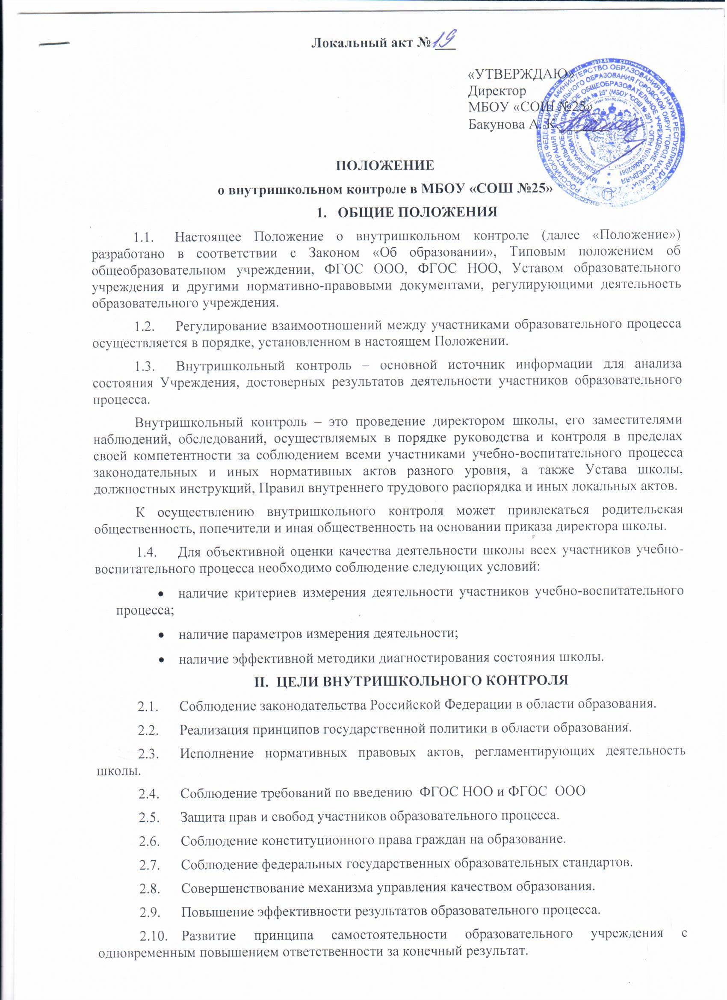 Локальный акт № 19
«УТВЕРЖДАЮ»
Директор
МБОУ «СОШ №25»
Бакунова А. К.
РОССИЙСКАЯ ФЕДЕРАЦИЯ * МИНИСТЕРСТВО ОБРАЗОВАНИЯ И НАУКИ РЕСПУБЛИКИ
ПОЛОЖЕНИЕ
о внутришкольном контроле в МБОУ «СОШ №25»
1. ОБЩИЕ ПОЛОЖЕНИЯ
1.1. Настоящее Положение о внутришкольном контроле (далее «Положение»)
разработано в соответствии с Законом «Об образовании», Типовым положением об
общеобразовательном учреждении, ФГОС ООО, ФГОС НОО, Уставом образовательного
учреждения и другими нормативно-правовыми документами, регулирующими деятельность
образовательного учреждения.
1.2. Регулирование взаимоотношений между участниками образовательного процесса
осуществляется в порядке, установленном в настоящем Положении.
1.3. Внутришкольный контроль – основной источник информации для анализа
состояния Учреждения, достоверных результатов деятельности участников образовательного
процесса.
Внутришкольный контроль – это проведение директором школы, его заместителями
наблюдений, обследований, осуществляемых в порядке руководства и контроля в пределах
своей компетентности за соблюдением всеми участниками учебно-воспитательного процесса
законодательных и иных нормативных актов разного уровня, а также Устава школы,
должностных инструкций, Правил внутреннего трудового распорядка и иных локальных актов.
К осуществлению внутришкольного контроля может привлекаться родительская
общественность, попечители и иная общественность на основании приказа директора школы.
1.4. Для объективной оценки качества деятельности школы всех участников учебно-
воспитательного процесса необходимо соблюдение следующих условий:
• наличие критериев измерения деятельности участников учебно-воспитательного
процесса;
• наличие параметров измерения деятельности;
• наличие эффективной методики диагностирования состояния школы.
II. ЦЕЛИ ВНУТРИШКОЛЬНОГО КОНТРОЛЯ
2.1. Соблюдение законодательства Российской Федерации в области образования.
2.2. Реализация принципов государственной политики в области образования.
2.3. Исполнение нормативных правовых актов, регламентирующих деятельность
школы.
2.4. Соблюдение требований по введению ФГОС НОО и ФГОС ООО
2.5. Защита прав и свобод участников образовательного процесса.
2.6. Соблюдение конституционного права граждан на образование.
2.7. Соблюдение федеральных государственных образовательных стандартов.
2.8. Совершенствование механизма управления качеством образования.
2.9. Повышение эффективности результатов образовательного процесса.
2.10. Развитие принципа самостоятельности образовательного учреждения с
одновременным повышением ответственности за конечный результат.